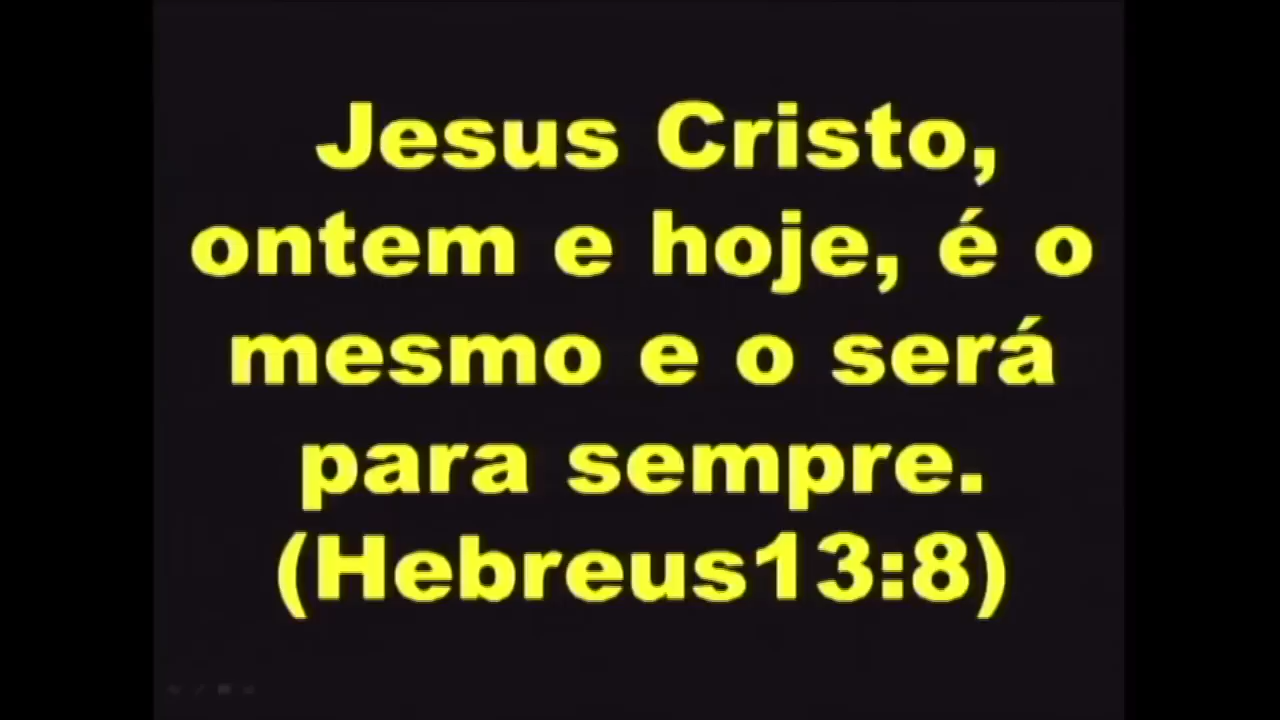 Jesus Cristo,
ontem e hoje, é o
mesmo e o será
para sempre.
(Hebreus13:8)